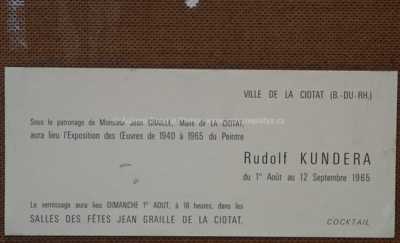 VILLE DE LA CIOTAT (B.-DU-RH.)
Sous le patronage de Monsieur Jean GRAILLE, Maire de LA CIOTAT,
aura lieu l'Exposition des Œuvres de 1940 à 1965 du Peintre
Rudolf KUNDERA
du 1er Août au 12 Septembre 1965
Le vernissage aura lieu DIMANCHE 1er AOUT, à 18 heures, dans les
SALLES DES FÊTES JEAN GRAILLE DE LA CIOTAT.
COCKTAIL